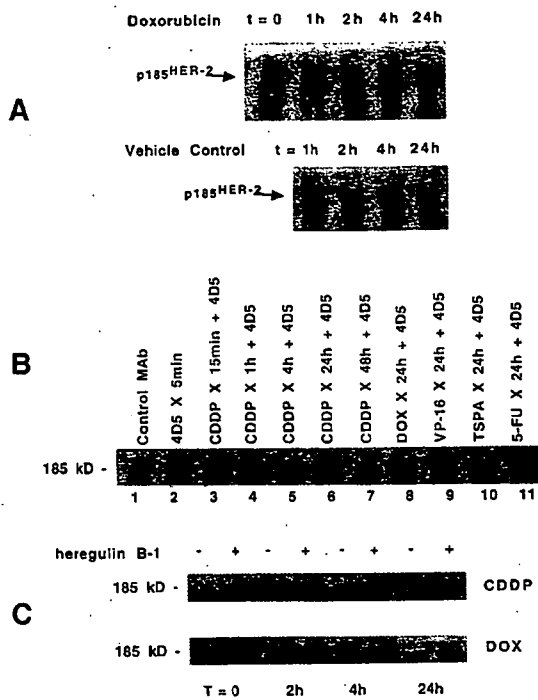 Doxorubicin t = 0 1h 2h 4h 24h
p185HER-2
A
Vehicle Control t = 1h 2h 4h 24h
p185HER-2
B
Control MAb
4D5 X 5min
CDDP X 15min + 4D5
CDDP X 1h + 4D5
CDDP X 4h + 4D5
CDDP X 24h + 4D5
CDDP X 48h + 4D5
DOX X 24h + 4D5
VP-16 X 24h + 4D5
TSPA X 24h + 4D5
5-FU X 24h + 4D5
185 kD -
1 2 3 4 5 6 7 8 9 10 11
heregulin B-1 - + - + - + - +
185 kD - CDDP
C
185 kD - DOX
T = 0 2h 4h 24h